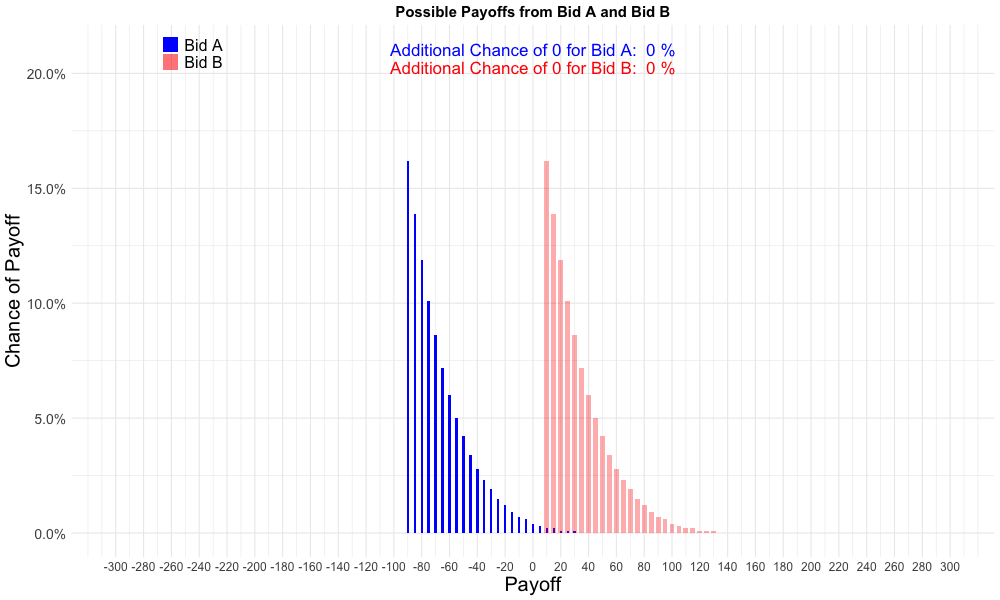 Possible Payoffs from Bid A and Bid B
Bid A
Bid B
Additional Chance of 0 for Bid A: 0 %
Additional Chance of 0 for Bid B: 0 %
Chance of Payoff
20.0%
15.0%
10.0%
5.0%
0.0%
-300 -280 -260 -240 -220 -200 -180 -160 -140 -120 -100 -80 -60 -40 -20 0 20 40 60 80 100 120 140 160 180 200 220 240 260 280 300
Payoff